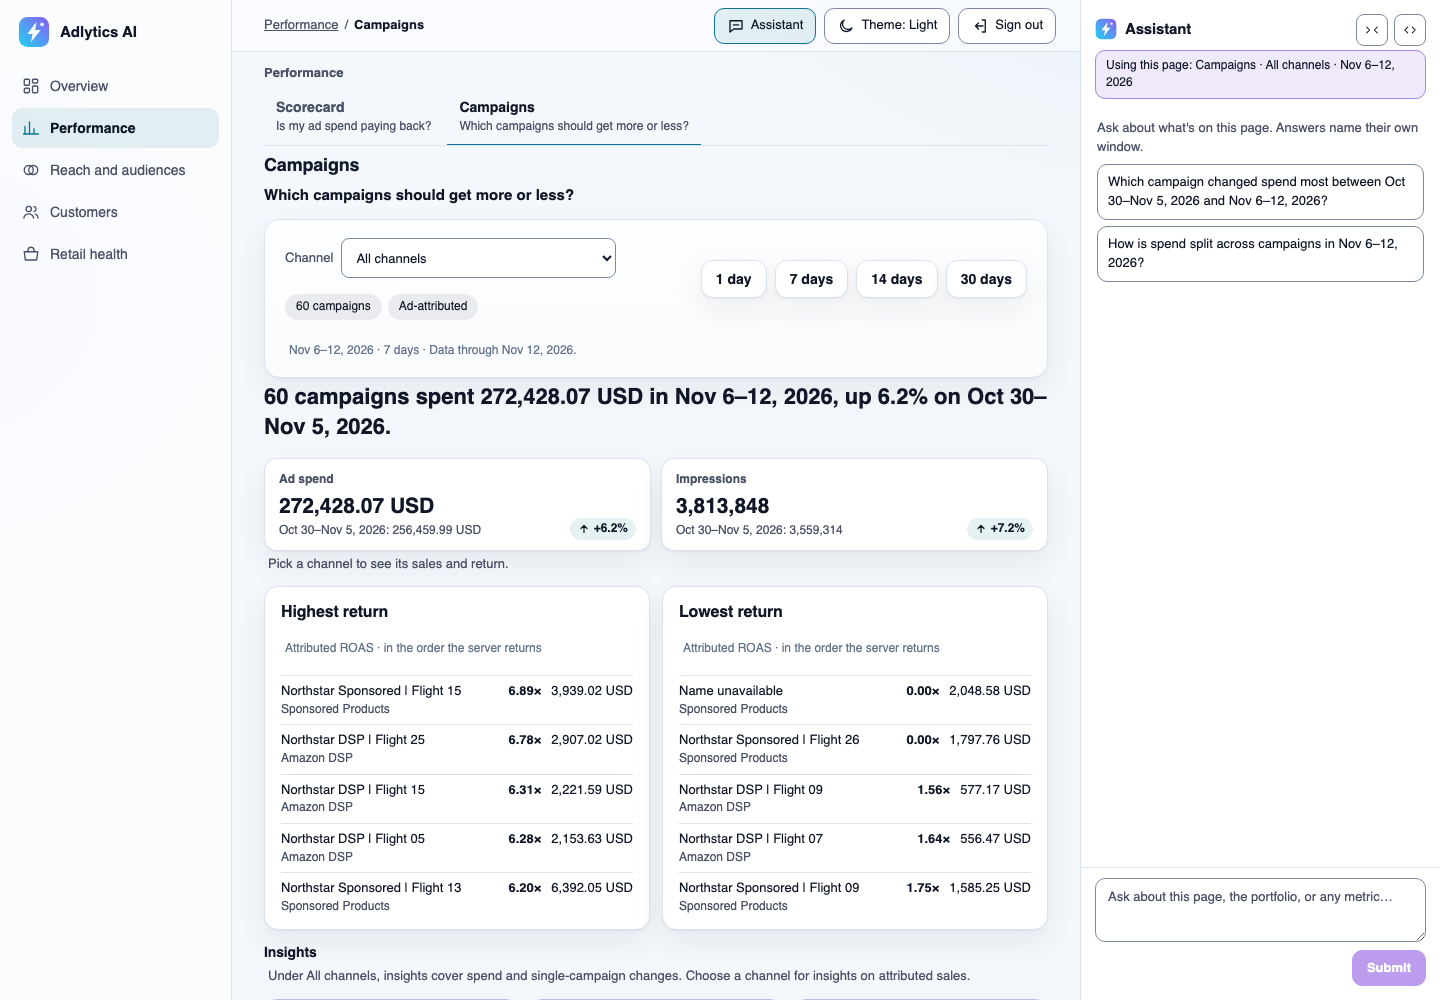 Adlytics AI
Overview
Performance
Reach and audiences
Customers
Retail health
Performance / Campaigns
Assistant
Theme: Light
Sign out
Performance
Scorecard
Is my ad spend paying back?
Campaigns
Which campaigns should get more or less?
Campaigns
Which campaigns should get more or less?
Channel
All channels
60 campaigns
Ad-attributed
1 day
7 days
14 days
30 days
Nov 6–12, 2026 · 7 days · Data through Nov 12, 2026.
60 campaigns spent 272,428.07 USD in Nov 6–12, 2026, up 6.2% on Oct 30–
Nov 5, 2026.
Ad spend
272,428.07 USD
Oct 30–Nov 5, 2026: 256,459.99 USD
↑ +6.2%
Impressions
3,813,848
Oct 30–Nov 5, 2026: 3,559,314
↑ +7.2%
Pick a channel to see its sales and return.
Highest return
Attributed ROAS · in the order the server returns
Northstar Sponsored | Flight 15 6.89× 3,939.02 USD
Sponsored Products
Northstar DSP | Flight 25 6.78× 2,907.02 USD
Amazon DSP
Northstar DSP | Flight 15 6.31× 2,221.59 USD
Amazon DSP
Northstar DSP | Flight 05 6.28× 2,153.63 USD
Amazon DSP
Northstar Sponsored | Flight 13 6.20× 6,392.05 USD
Sponsored Products
Lowest return
Attributed ROAS · in the order the server returns
Name unavailable 0.00× 2,048.58 USD
Sponsored Products
Northstar Sponsored | Flight 26 0.00× 1,797.76 USD
Sponsored Products
Northstar DSP | Flight 09 1.56× 577.17 USD
Amazon DSP
Northstar DSP | Flight 07 1.64× 556.47 USD
Amazon DSP
Northstar Sponsored | Flight 09 1.75× 1,585.25 USD
Sponsored Products
Insights
Under All channels, insights cover spend and single-campaign changes. Choose a channel for insights on attributed sales.
Assistant
Using this page: Campaigns · All channels · Nov 6–12,
2026
Ask about what's on this page. Answers name their own
window.
Which campaign changed spend most between Oct
30–Nov 5, 2026 and Nov 6–12, 2026?
How is spend split across campaigns in Nov 6–12,
2026?
Ask about this page, the portfolio, or any metric…
Submit